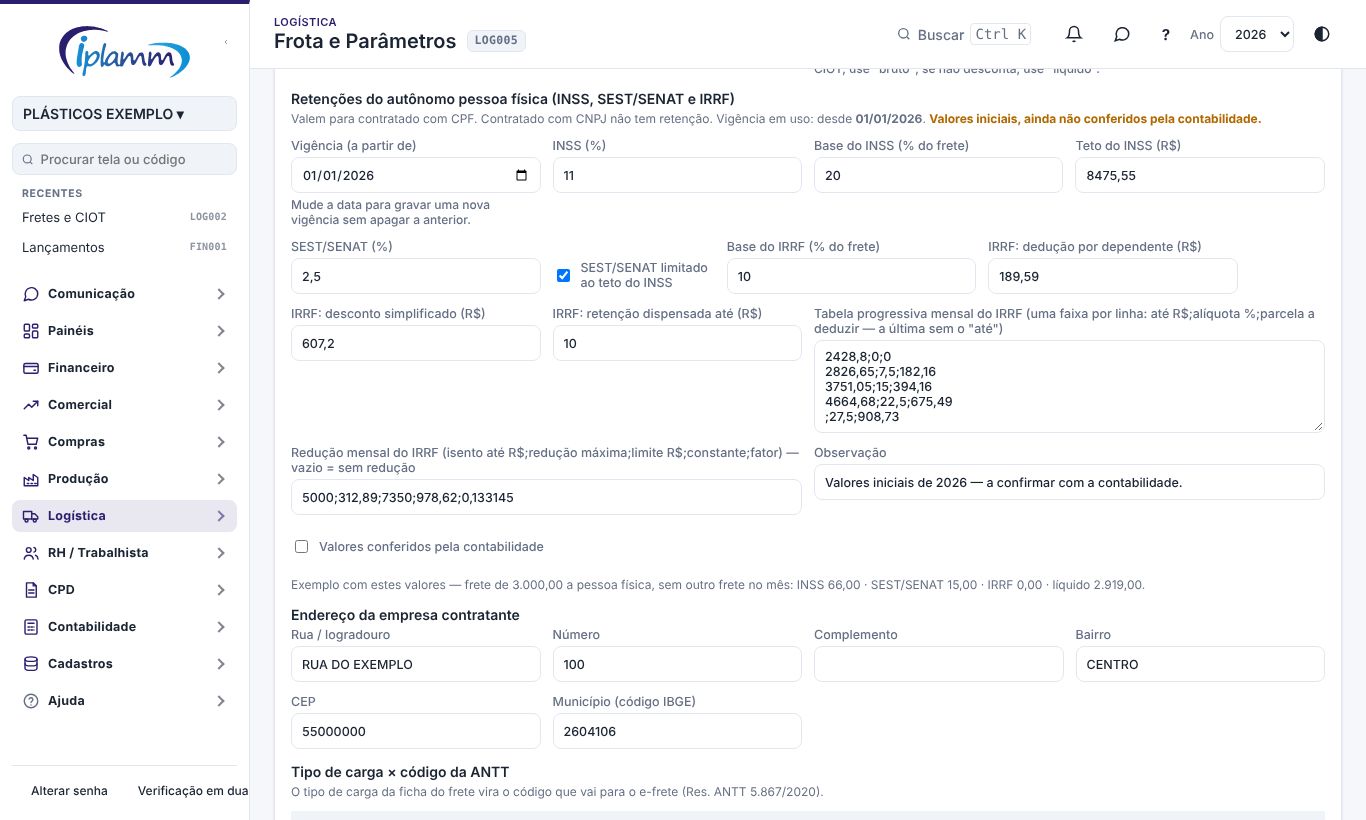 LOGÍSTICA
Frota e Parâmetros LOG005
Buscar Ctrl K
?
Ano 2026
iplamm
‹
PLÁSTICOS EXEMPLO ▾
Procurar tela ou código
RECENTES
Fretes e CIOT LOG002
Lançamentos FIN001
Comunicação
Painéis
Financeiro
Comercial
Compras
Produção
Logística
RH / Trabalhista
CPD
Contabilidade
Cadastros
Ajuda
Alterar senha Verificação em dua
CIOT, use "bruto"; se não desconta, use "líquido".
Retenções do autônomo pessoa física (INSS, SEST/SENAT e IRRF)
Valem para contratado com CPF. Contratado com CNPJ não tem retenção. Vigência em uso: desde 01/01/2026. Valores iniciais, ainda não conferidos pela contabilidade.
Vigência (a partir de) INSS (%) Base do INSS (% do frete) Teto do INSS (R$)
01/01/2026 11 20 8475,55
Mude a data para gravar uma nova
vigência sem apagar a anterior.
SEST/SENAT (%) Base do IRRF (% do frete) IRRF: dedução por dependente (R$)
2,5 SEST/SENAT limitado
ao teto do INSS 10 189,59
IRRF: desconto simplificado (R$) IRRF: retenção dispensada até (R$) Tabela progressiva mensal do IRRF (uma faixa por linha: até R$;alíquota %;parcela a
deduzir — a última sem o "até")
607,2 10
2428,8;0;0
2826,65;7,5;182,16
3751,05;15;394,16
4664,68;22,5;675,49
;27,5;908,73
Redução mensal do IRRF (isento até R$;redução máxima;limite R$;constante;fator) —
vazio = sem redução
5000;312,89;7350;978,62;0,133145
Observação
Valores iniciais de 2026 — a confirmar com a contabilidade.
Valores conferidos pela contabilidade
Exemplo com estes valores — frete de 3.000,00 a pessoa física, sem outro frete no mês: INSS 66,00 · SEST/SENAT 15,00 · IRRF 0,00 · líquido 2.919,00.
Endereço da empresa contratante
Rua / logradouro Número Complemento Bairro
RUA DO EXEMPLO 100 CENTRO
CEP Município (código IBGE)
55000000 2604106
Tipo de carga × código da ANTT
O tipo de carga da ficha do frete vira o código que vai para o e-frete (Res. ANTT 5.867/2020).